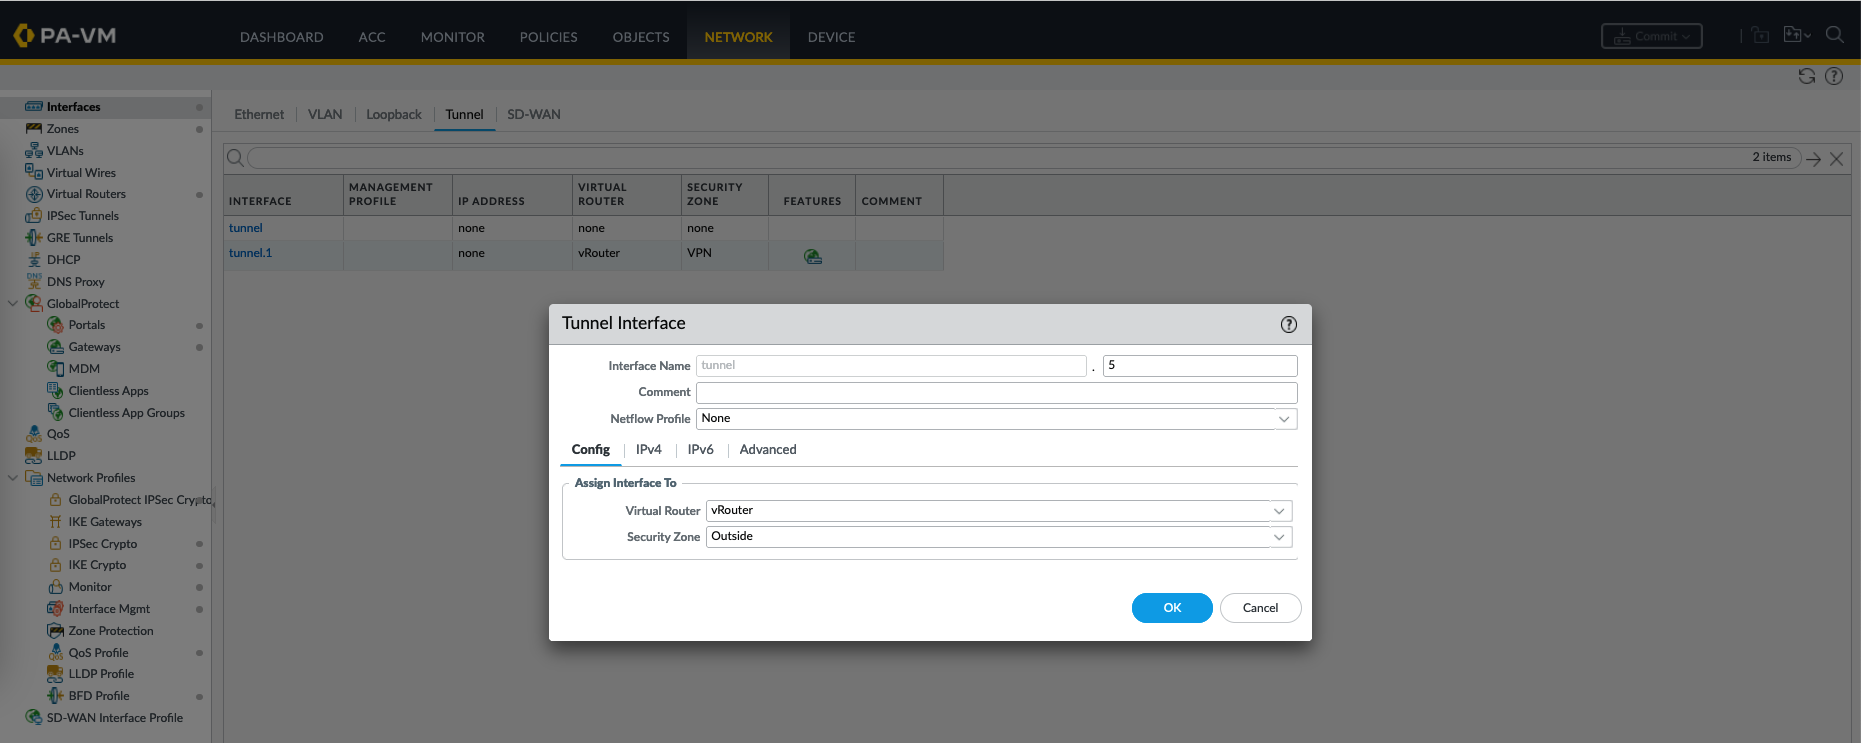 PA-VM
DASHBOARD ACC MONITOR POLICIES OBJECTS NETWORK DEVICE
Commit
Interfaces
Zones
VLANs
Virtual Wires
Virtual Routers
IPSec Tunnels
GRE Tunnels
DHCP
DNS Proxy
GlobalProtect
Portals
Gateways
MDM
Clientless Apps
Clientless App Groups
QoS
LLDP
Network Profiles
GlobalProtect IPSec Crypto
IKE Gateways
IPSec Crypto
IKE Crypto
Monitor
Interface Mgmt
Zone Protection
QoS Profile
LLDP Profile
BFD Profile
SD-WAN Interface Profile
Ethernet VLAN Loopback Tunnel SD-WAN
2 items
INTERFACE MANAGEMENT PROFILE IP ADDRESS VIRTUAL ROUTER SECURITY ZONE FEATURES COMMENT
tunnel none none none
tunnel.1 none vRouter VPN
Tunnel Interface
Interface Name tunnel . 5
Comment
Netflow Profile None
Config IPv4 IPv6 Advanced
Assign Interface To
Virtual Router vRouter
Security Zone Outside
OK Cancel